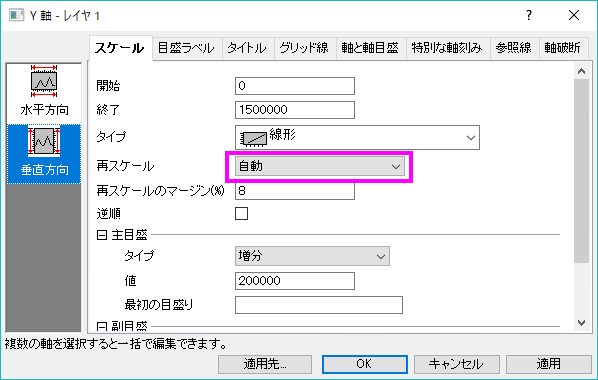 Y 軸 - レイヤ 1
スケール 目盛ラベル タイトル グリッド線 軸と軸目盛 特別な軸刻み 参照線 軸破断
水平方向
垂直方向
開始 0
終了 1500000
タイプ 線形
再スケール 自動
再スケールのマージン(%) 8
逆順
主目盛
タイプ 増分
値 200000
最初の目盛り
副目盛
複数の軸を選択すると一括で編集できます。
適用先... OK キャンセル 適用